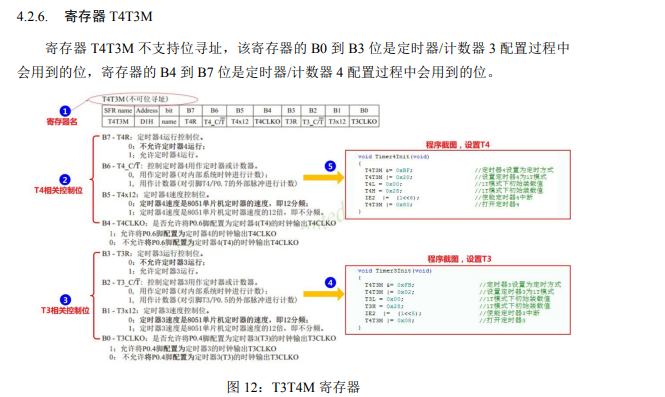 4.2.6. 寄存器 T4T3M
寄存器 T4T3M 不支持位寻址，该寄存器的 B0 到 B3 位是定时器/计数器 3 配置过程中
会用到的位，寄存器的 B4 到 B7 位是定时器/计数器 4 配置过程中会用到的位。
T4T3M(不可位寻址)
SFR name Address bit B7 B6 B5 B4 B3 B2 B1 B0
T4T3M D1H name T4R T4_C/T T4x12 T4CLKO T3R T3_C/T T3x12 T3CLKO
1
寄存器名
B7 - T4R：定时器4运行控制位。
0：不允许定时器4运行；
1：允许定时器4运行。
B6 - T4_C/T：控制定时器4用作定时器或计数器。
0，用作定时器(对内部系统时钟进行计数)；
1，用作计数器(对引脚T4/P0.7的外部脉冲进行计数)
B5 - T4x12：定时器4速度控制位。
0：定时器4速度是8051单片机定时器的速度，即12分频；
1：定时器4速度是8051单片机定时器速度的12倍，即不分频。
B4 - T4CLKO：是否允许将P0.6脚配置为定时器4(T4)的时钟输出T4CLKO
1：允许将P0.6脚配置为定时器4的时钟输出T4CLKO
0：不允许将P0.6脚配置为定时器4(T4)的时钟输出T4CLKO
2
T4相关控制位
5
程序截图，设置T4
void Timer4Init(void)
{
T4T3M &= 0xBF; //定时器4设置为定时方式
T4T3M |= 0x20; //设置定时器4为1T模式
T4L = 0x00; //1T模式下初始装载值
T4H = 0x28; //1T模式下初始装载值
IE2 |= (1<<6); //使能定时器4中断
T4T3M |= 0x80; //打开定时器4
}
B3 - T3R：定时器3运行控制位。
0：不允许定时器3运行；
1：允许定时器3运行。
B2 - T3_C/T：控制定时器3用作定时器或计数器。
0，用作定时器(对内部系统时钟进行计数)；
1，用作计数器(对引脚T3/P0.5的外部脉冲进行计数)
B1 - T3x12：定时器3速度控制位。
0：定时器3速度是8051单片机定时器的速度，即12分频；
1：定时器3速度是8051单片机定时器速度的12倍，即不分频。
B0 - T3CLKO：是否允许将P0.4脚配置为定时器3(T3)的时钟输出T3CLKO
1：允许将P0.4脚配置为定时器3的时钟输出T3CLKO
0：不允许将P0.4脚配置为定时器3(T3)的时钟输出T3CLKO
3
T3相关控制位
4
程序截图，设置T3
void Timer3Init(void)
{
T4T3M &= 0xFB; //定时器3设置为定时方式
T4T3M |= 0x02; //设置定时器3为1T模式
T3L = 0x00; //1T模式下初始装载值
T3H = 0x28; //1T模式下初始装载值
IE2 |= (1<<5); //使能定时器3中断
T4T3M |= 0x08; //打开定时器3
}
图 12：T3T4M 寄存器